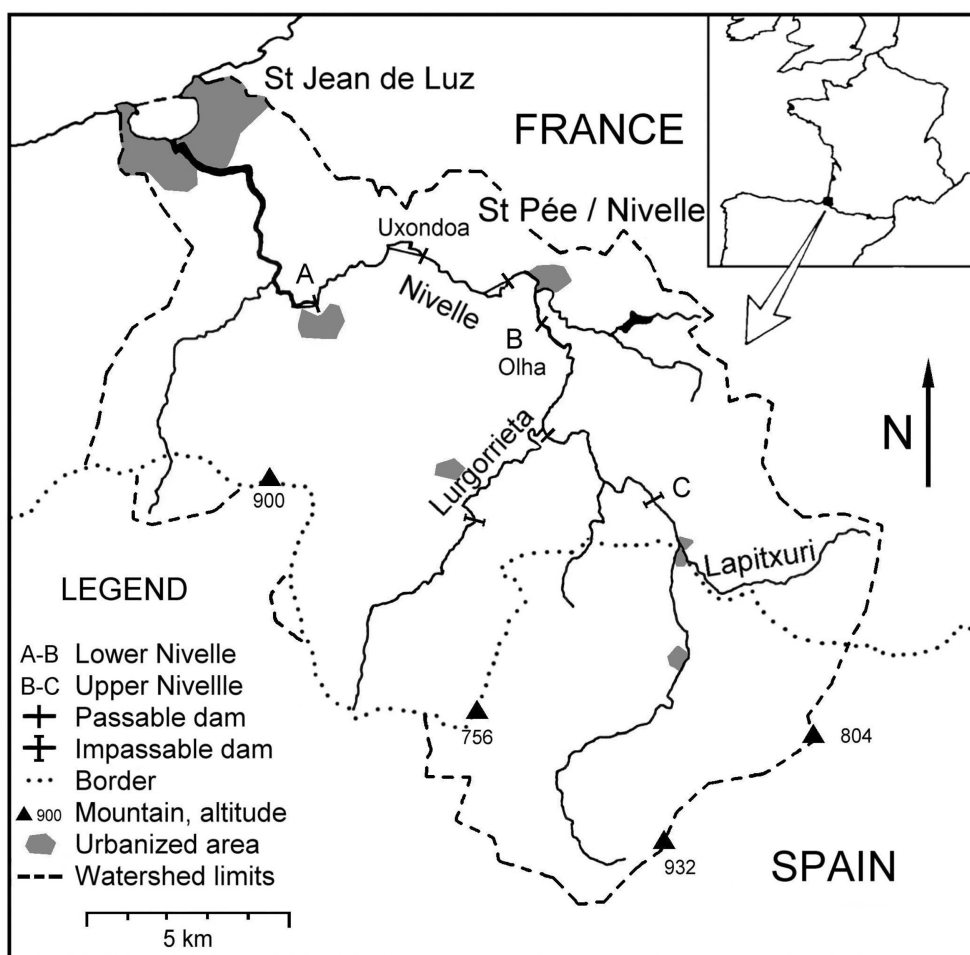 St Jean de Luz
FRANCE
St Pée / Nivelle
Uxondoa
A
Nivelle
B
Olha
N
Lurgorrieta
900
C
Lapitxuri
LEGEND
A-B Lower Nivelle
B-C Upper Nivellle
Passable dam
Impassable dam
Border
900 Mountain, altitude
Urbanized area
Watershed limits
5 km
756
804
932
SPAIN